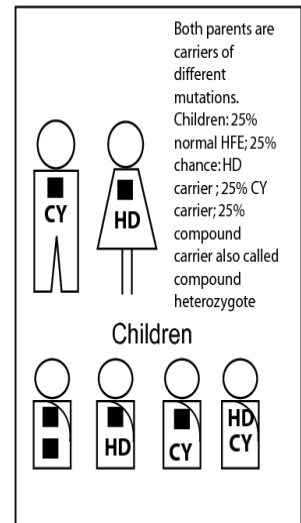 Both parents are
carriers of
different
mutations.
Children: 25%
normal HFE; 25%
chance: HD
carrier ; 25% CY
carrier; 25%
compound
carrier also called
compound
heterozygote
CY
HD
Children
HD
CY
HD
CY